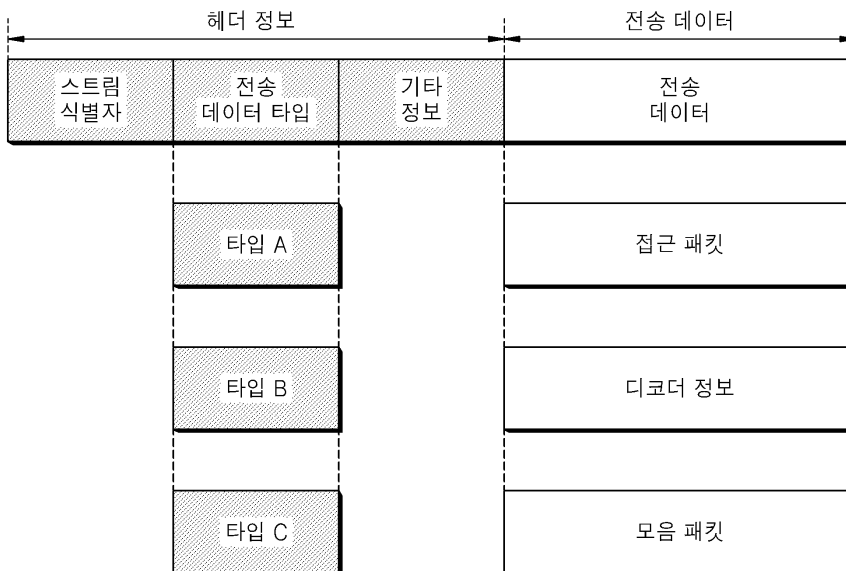 헤더 정보
전송 데이터
스트림
식별자
전송
데이터 타입
기타
정보
전송
데이터
타입 A
접근 패킷
타입 B
디코더 정보
타입 C
모음 패킷